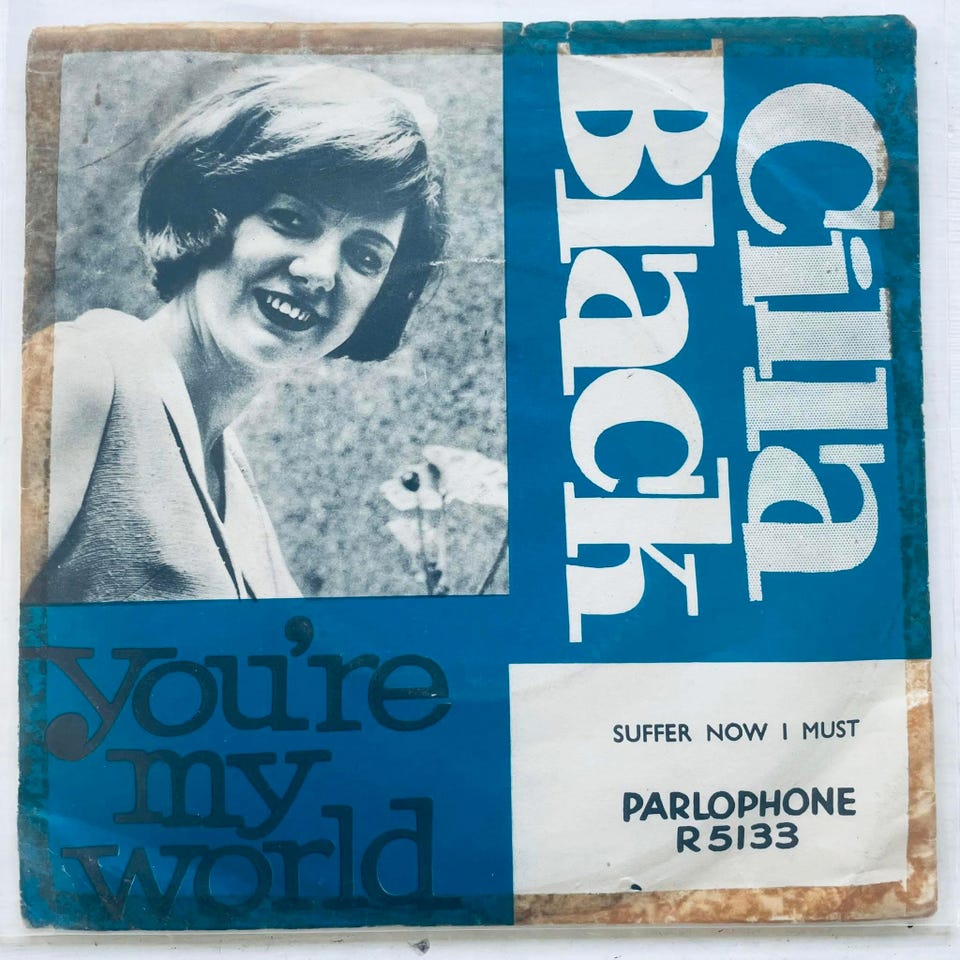 Cilla
Black
you're
my
world
SUFFER NOW I MUST
PARLOPHONE
R 5133